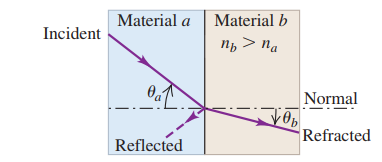 Material a
Material b
Incident
n_b > n_a
θ_a
Normal
θ_b
Refracted
Reflected